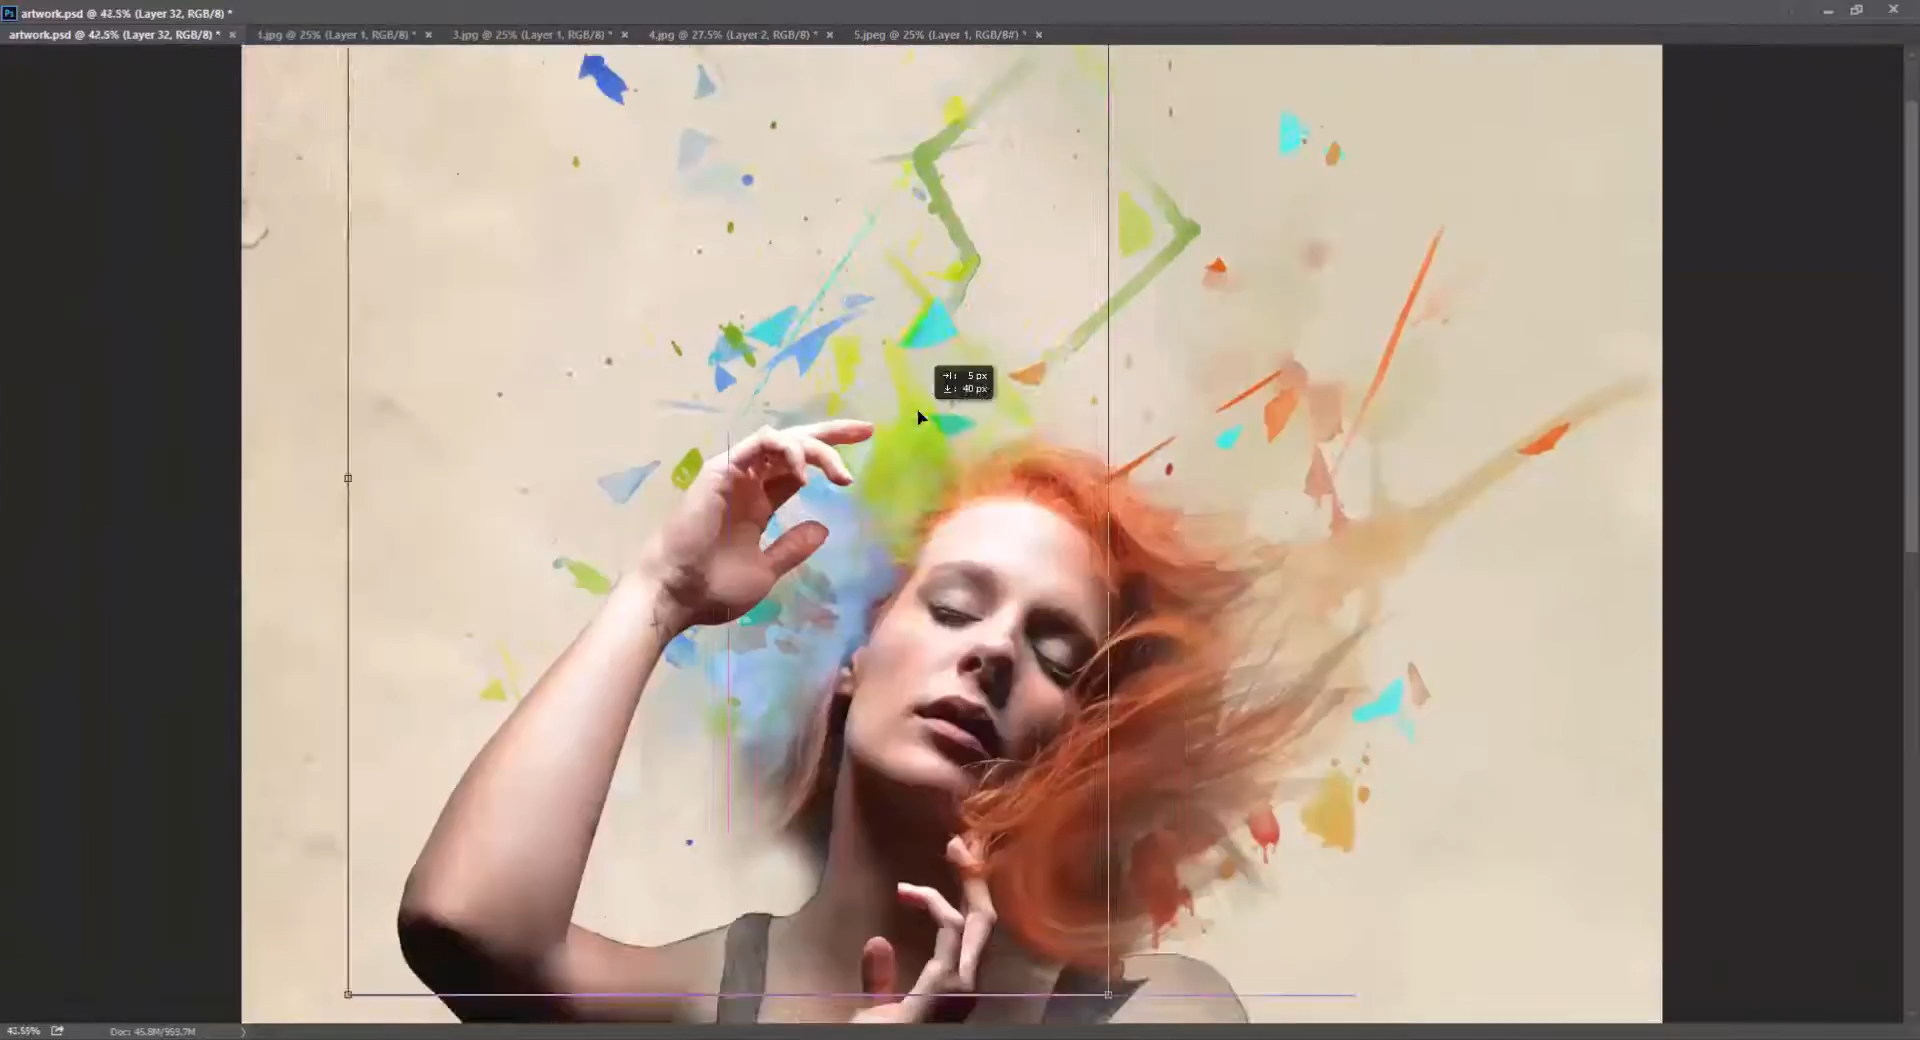 Ps artwork.psd @ 42.5% (Layer 32, RGB/8) *
artwork.psd @ 42.5% (Layer 32, RGB/8) * × 1.jpg @ 25% (Layer 1, RGB/8) * × 3.jpg @ 25% (Layer 1, RGB/8) * × 4.jpg @ 27.5% (Layer 2, RGB/8) * × 5.jpeg @ 25% (Layer 1, RGB/8#) * ×
: 5 px
: 40 px
Doc: 45.8M/959.7M